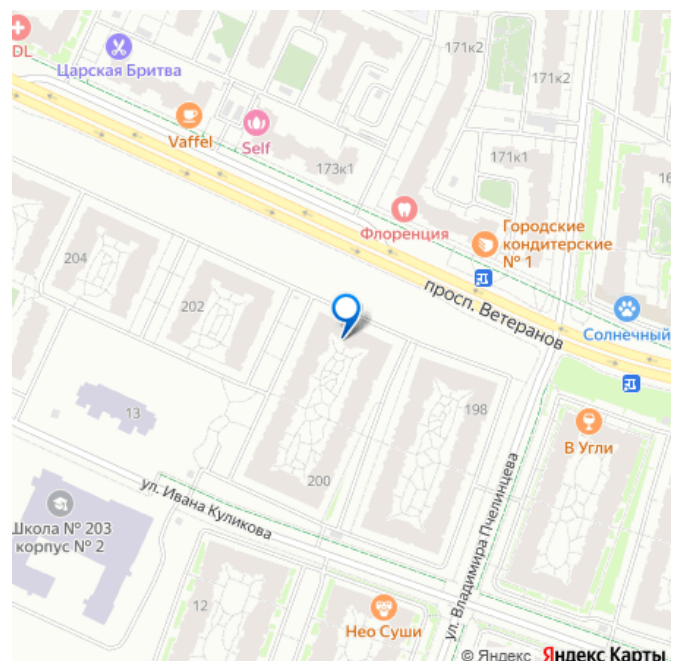 171к2
DL
Царская Бритва
171к2
Vaffel
Self
173к1
171к1
16
Флоренция
Городские
кондитерские
№ 1
204
просп. Ветеранов
202
Солнечный
198
13
В Угли
200
ул. Ивана Куликова
ул. Владимира Пчелинцева
Школа № 203
корпус № 2
12
Нео Суши
© Яндекс Яндекс Карты